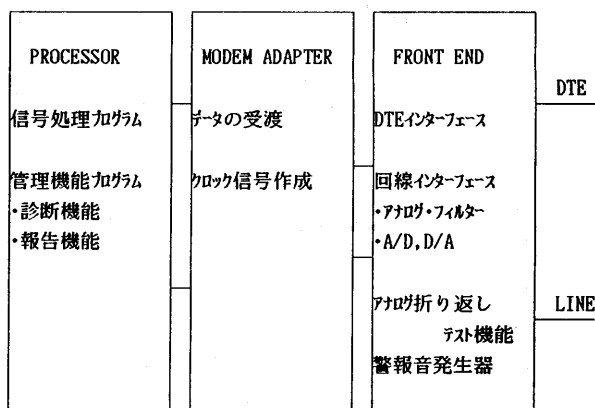 PROCESSOR
信号処理プログラム
管理機能プログラム
・診断機能
・報告機能
MODEM ADAPTER
データの受渡
クロック信号作成
FRONT END
DTEインターフェース
回線インターフェース
・アナログ・フィルター
・A/D,D/A
アナログ折り返し
テスト機能
警報音発生器
DTE
LINE